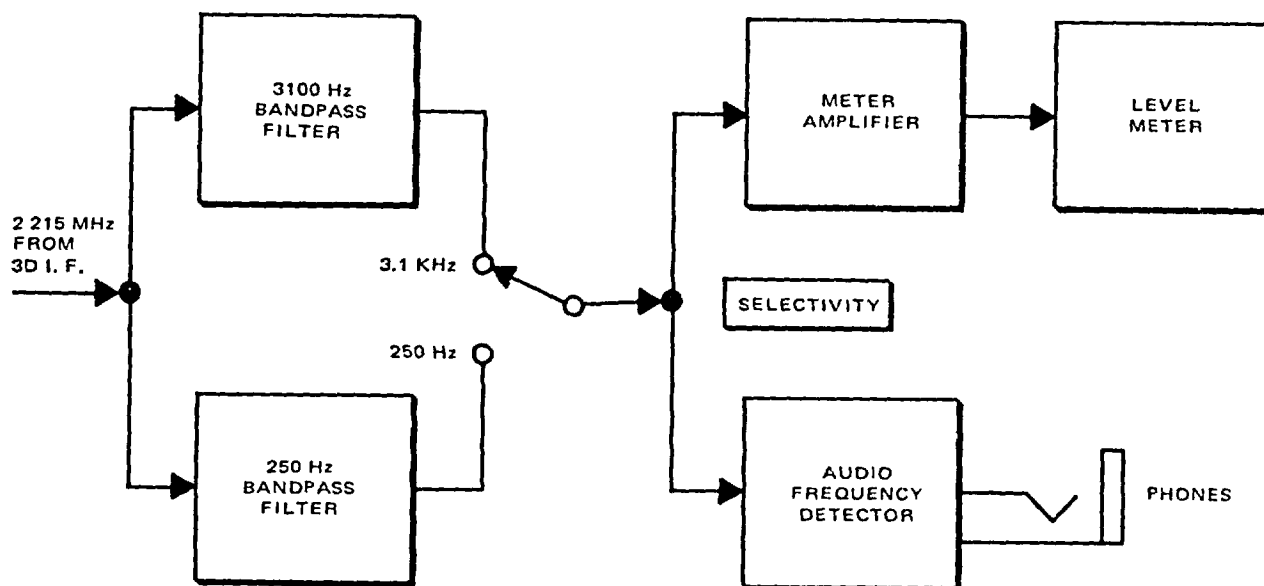 3100 Hz
BANDPASS
FILTER
METER
AMPLIFIER
LEVEL
METER
2 215 MHz
FROM
3D I. F.
3.1 KHz
SELECTIVITY
250 Hz
250 Hz
BANDPASS
FILTER
AUDIO
FREQUENCY
DETECTOR
PHONES